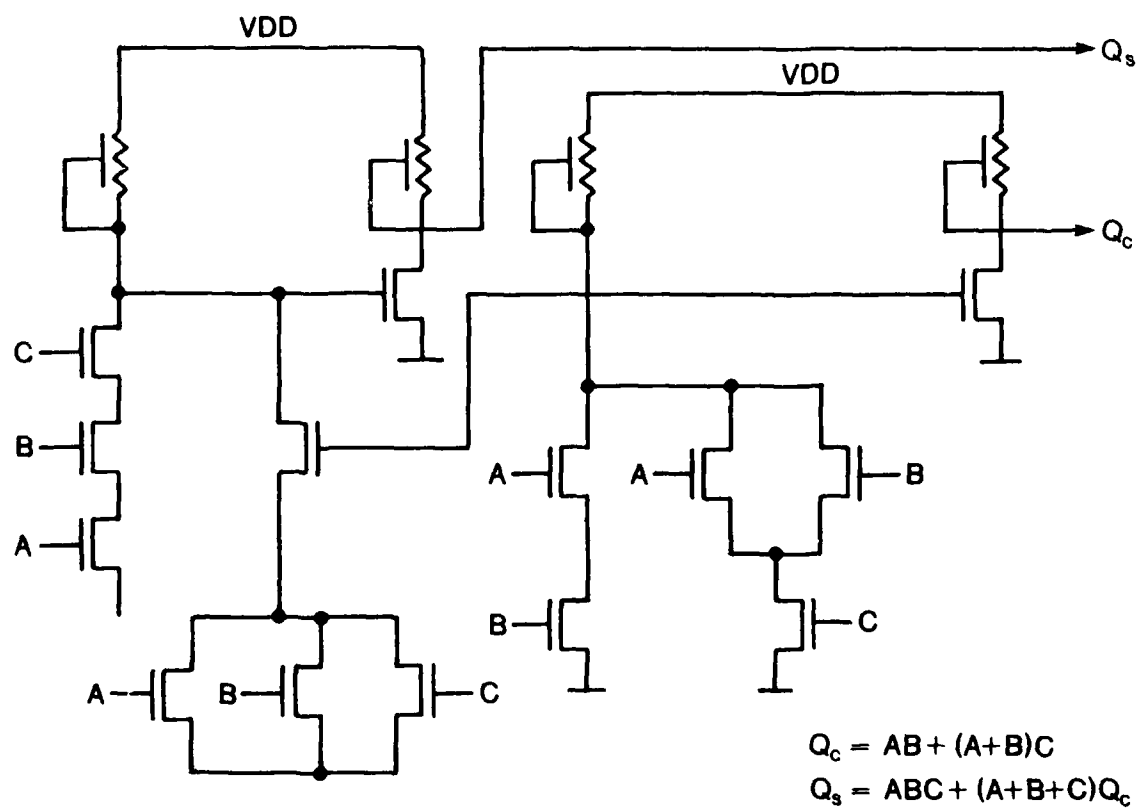 VDD
Qs
VDD
Qc
C
B
A
A
A
B
B
C
A
B
C
Qc = AB + (A+B)C
Qs = ABC + (A+B+C)Qc